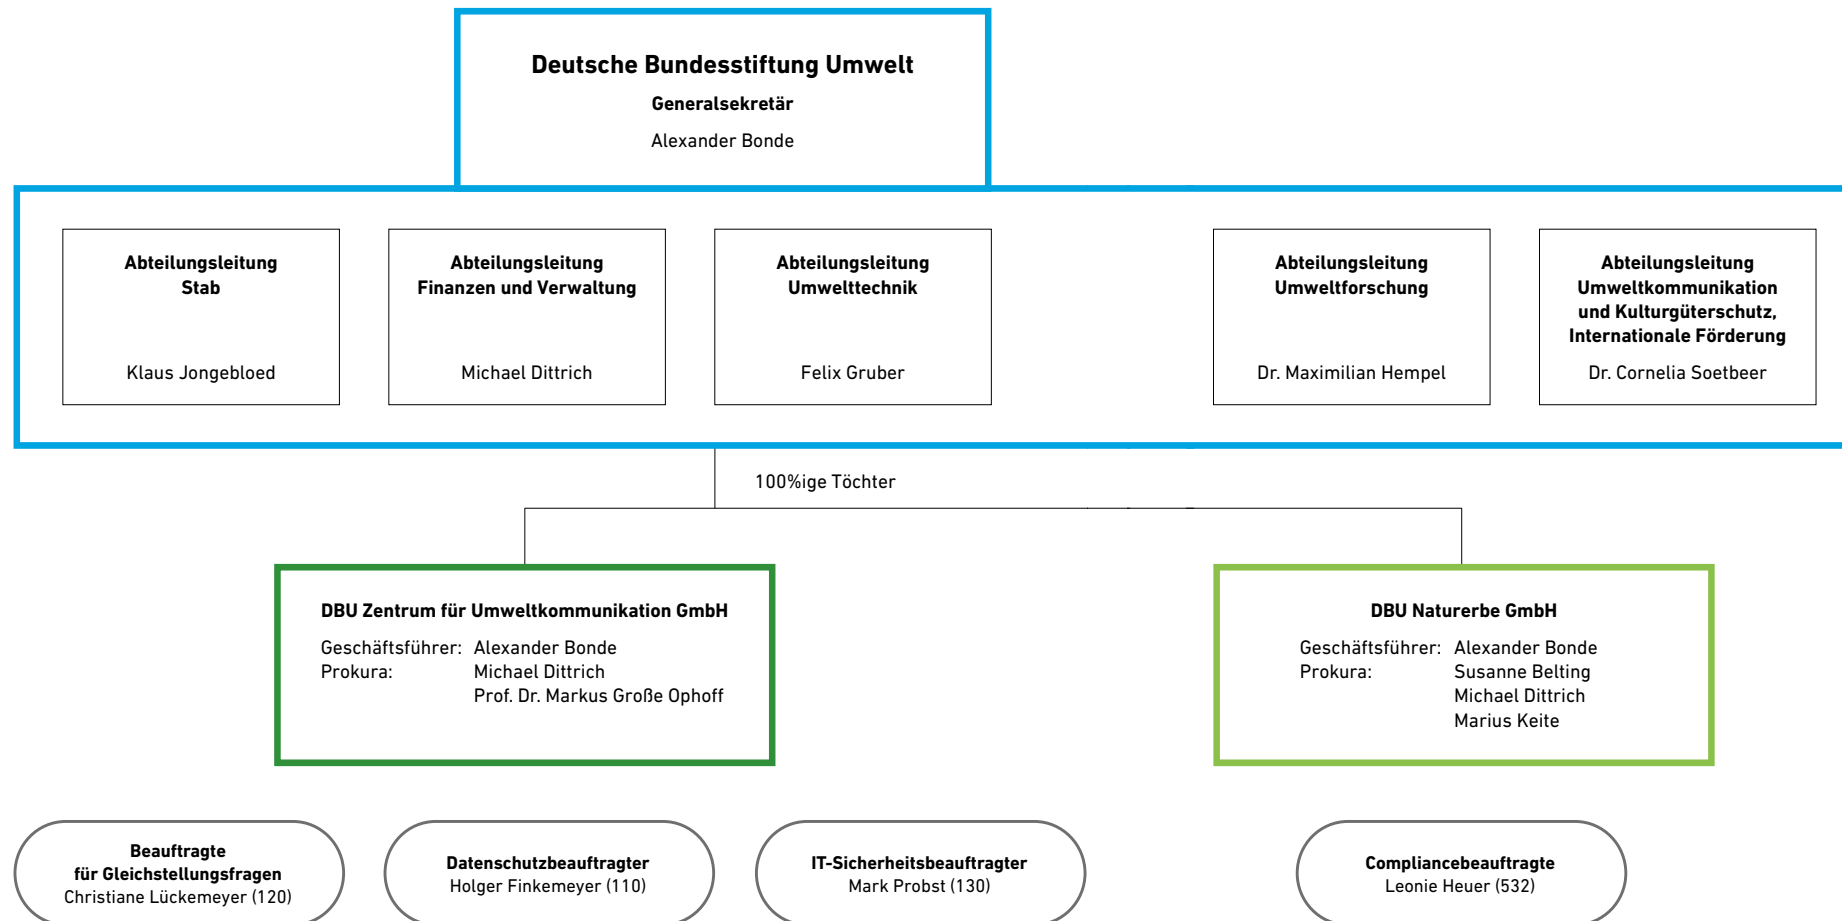 Deutsche Bundesstiftung Umwelt
Generalsekretär
Alexander Bonde
Abteilungsleitung
Stab
Klaus Jongebloed
Abteilungsleitung
Finanzen und Verwaltung
Michael Dittrich
Abteilungsleitung
Umwelttechnik
Felix Gruber
Abteilungsleitung
Umweltforschung
Dr. Maximilian Hempel
Abteilungsleitung
Umweltkommunikation
und Kulturgüterschutz,
Internationale Förderung
Dr. Cornelia Soetbeer
100%ige Töchter
DBU Zentrum für Umweltkommunikation GmbH
Geschäftsführer: Alexander Bonde
Prokura: Michael Dittrich
Prof. Dr. Markus Große Ophoff
DBU Naturerbe GmbH
Geschäftsführer: Alexander Bonde
Prokura: Susanne Belting
Michael Dittrich
Marius Keite
Beauftragte
für Gleichstellungsfragen
Christiane Lückemeyer (120)
Datenschutzbeauftragter
Holger Finkemeyer (110)
IT-Sicherheitsbeauftragter
Mark Probst (130)
Compliancebeauftragte
Leonie Heuer (532)